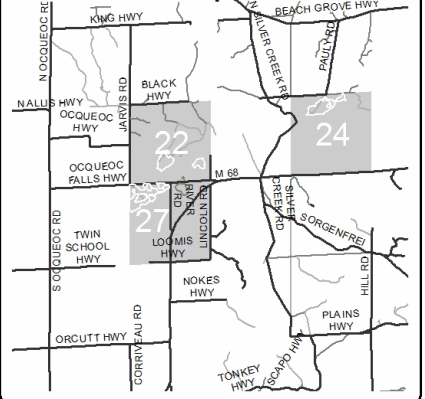 N OCQUEOC RD
KING HWY
N SILVER CREEK RD
BEACH GROVE HWY
PAULY RD
JARVIS RD
BLACK
HWY
NALLIS HWY
OCQUEOC
HWY
22
24
OCQUEOC
FALLS HWY
M 68
RIVER
RD
LINCOLN RD
SILVER
CREEK RD
27
SORGENFREI
S OCQUEOC RD
TWIN
SCHOOL
HWY
LOOMIS
HWY
HILL RD
NOKES
HWY
PLAINS
HWY
ORCUTT HWY
CORRIVEAU RD
TONKEY
HWY
SCAPO HWY